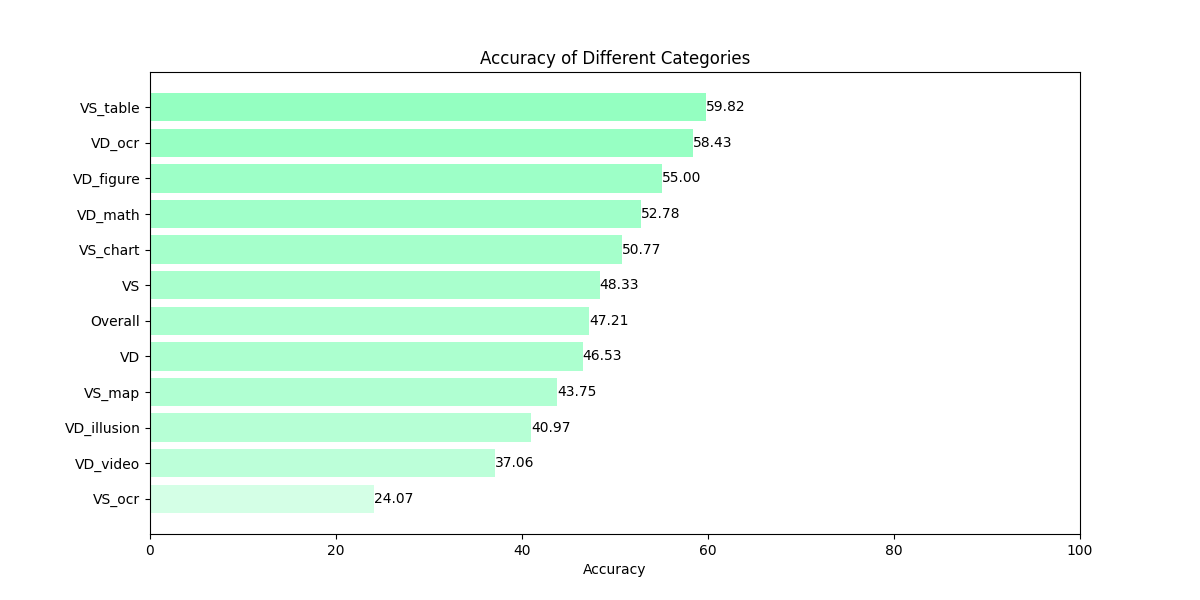 Accuracy of Different Categories
VS_table 59.82
VD_ocr 58.43
VD_figure 55.00
VD_math 52.78
VS_chart 50.77
VS 48.33
Overall 47.21
VD 46.53
VS_map 43.75
VD_illusion 40.97
VD_video 37.06
VS_ocr 24.07
0 20 40 60 80 100
Accuracy